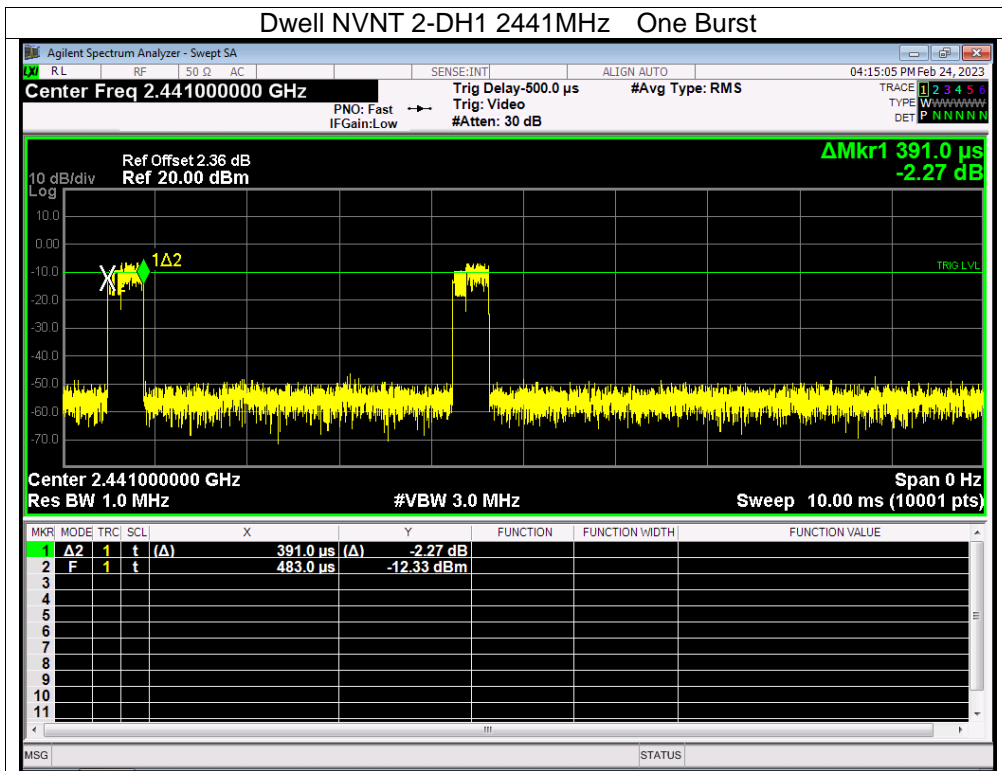 Dwell NVNT 2-DH1 2441MHz One Burst
Agilent Spectrum Analyzer - Swept SA
LXI RL RF 50 Ω AC SENSE:INT ALIGN AUTO 04:15:05 PM Feb 24, 2023
Center Freq 2.441000000 GHz Trig Delay-500.0 µs #Avg Type: RMS TRACE 1 2 3 4 5 6
PNO: Fast Trig: Video TYPE WWWWWW
IFGain:Low #Atten: 30 dB DET P N N N N N
ΔMkr1 391.0 µs
Ref Offset 2.36 dB
10 dB/div Ref 20.00 dBm -2.27 dB
Log
10.0
0.00
1Δ2
-10.0 TRIG LVL
-20.0
-30.0
-40.0
-50.0
-60.0
-70.0
Center 2.441000000 GHz Span 0 Hz
Res BW 1.0 MHz #VBW 3.0 MHz Sweep 10.00 ms (10001 pts)
MKR MODE TRC SCL X Y FUNCTION FUNCTION WIDTH FUNCTION VALUE
1 Δ2 1 t (Δ) 391.0 µs (Δ) -2.27 dB
2 F 1 t 483.0 µs -12.33 dBm
3
4
5
6
7
8
9
10
11
MSG STATUS